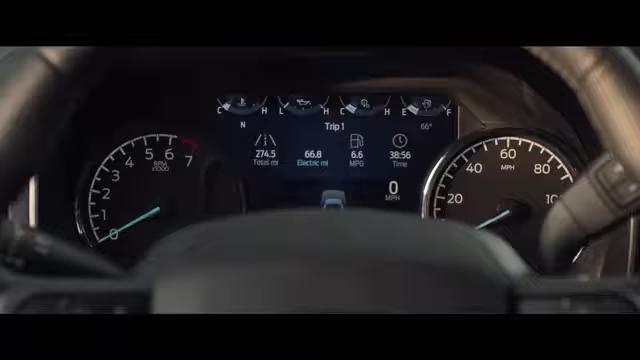 C H L H C H E F
N
Trip 1
66°
274.5 66.8 6.6 38:56
Total mi Electric mi MPG Time
0
MPH
0 1 2 3 4 5 6 7
RPM
x1000
20 40 60 80
MPH